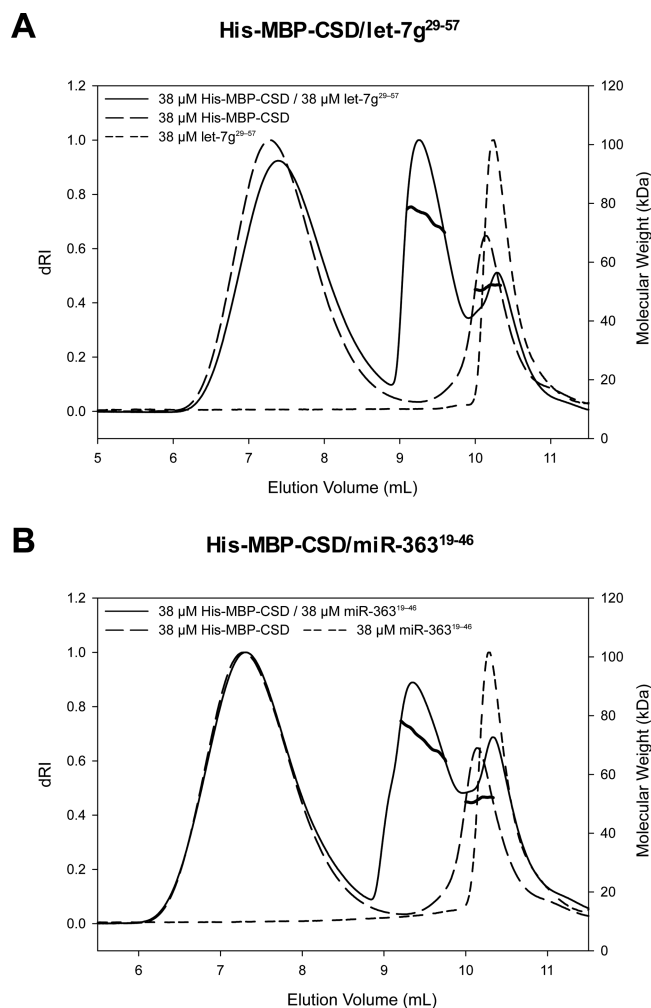 A
His-MBP-CSD/let-7g²⁹⁻⁵⁷
38 µM His-MBP-CSD / 38 µM let-7g²⁹⁻⁵⁷
38 µM His-MBP-CSD
38 µM let-7g²⁹⁻⁵⁷
1.2
1.0
0.8
0.6
0.4
0.2
0.0
dRI
120
100
80
60
40
20
0
Molecular Weight (kDa)
5 6 7 8 9 10 11
Elution Volume (mL)
B
His-MBP-CSD/miR-363¹⁹⁻⁴⁶
38 µM His-MBP-CSD / 38 µM miR-363¹⁹⁻⁴⁶
38 µM His-MBP-CSD 38 µM miR-363¹⁹⁻⁴⁶
1.2
1.0
0.8
0.6
0.4
0.2
0.0
dRI
120
100
80
60
40
20
0
Molecular Weight (kDa)
6 7 8 9 10 11
Elution Volume (mL)